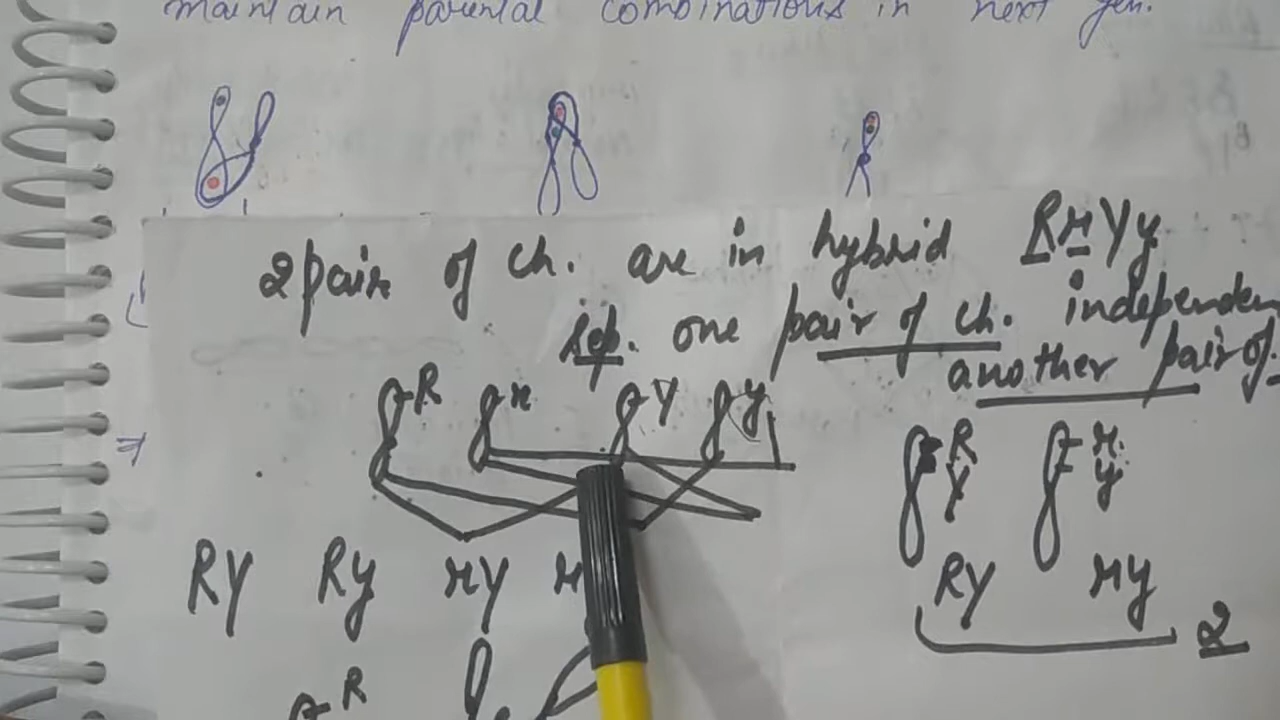 maintain parental combinations in next gen.
2 pair of ch. are in hybrid RrYy
sep. one pair of ch. independen
another pair of
R r Y y
R r
Y y
RY Ry rY r
RY ry
2
R